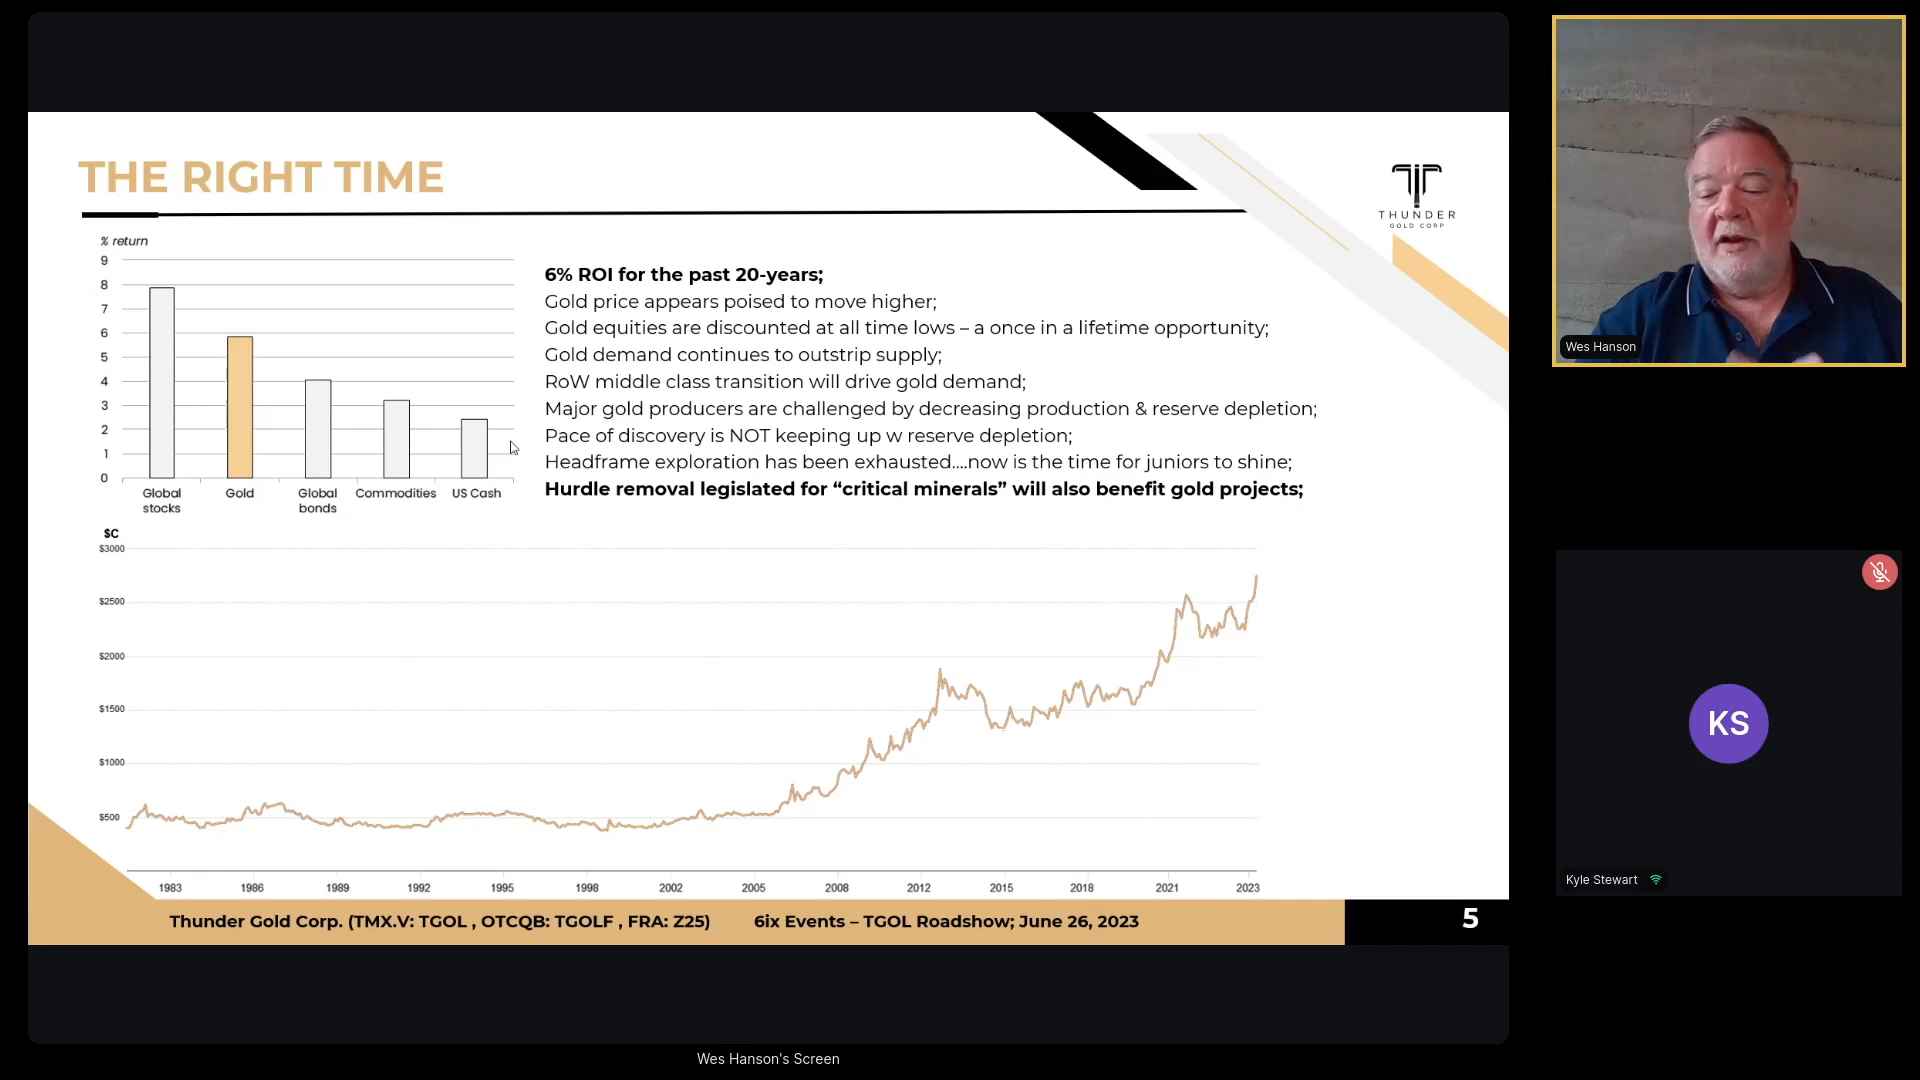 THE RIGHT TIME
THUNDER
GOLD CORP
% return
9
8
7
6
5
4
3
2
1
0
Global stocks
Gold
Global bonds
Commodities
US Cash
6% ROI for the past 20-years;
Gold price appears poised to move higher;
Gold equities are discounted at all time lows – a once in a lifetime opportunity;
Gold demand continues to outstrip supply;
RoW middle class transition will drive gold demand;
Major gold producers are challenged by decreasing production & reserve depletion;
Pace of discovery is NOT keeping up w reserve depletion;
Headframe exploration has been exhausted....now is the time for juniors to shine;
Hurdle removal legislated for “critical minerals” will also benefit gold projects;
$C
$3000
$2500
$2000
$1500
$1000
$500
1983 1986 1989 1992 1995 1998 2002 2005 2008 2012 2015 2018 2021 2023
Thunder Gold Corp. (TMX.V: TGOL , OTCQB: TGOLF , FRA: Z25) 6ix Events – TGOL Roadshow; June 26, 2023
5
Wes Hanson
KS
Kyle Stewart
Wes Hanson's Screen